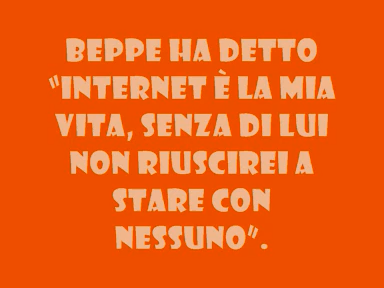 BEPPE HA DETTO
"INTERNET È LA MIA
VITA, SENZA DI LUI
NON RIUSCIREI A
STARE CON
NESSUNO".